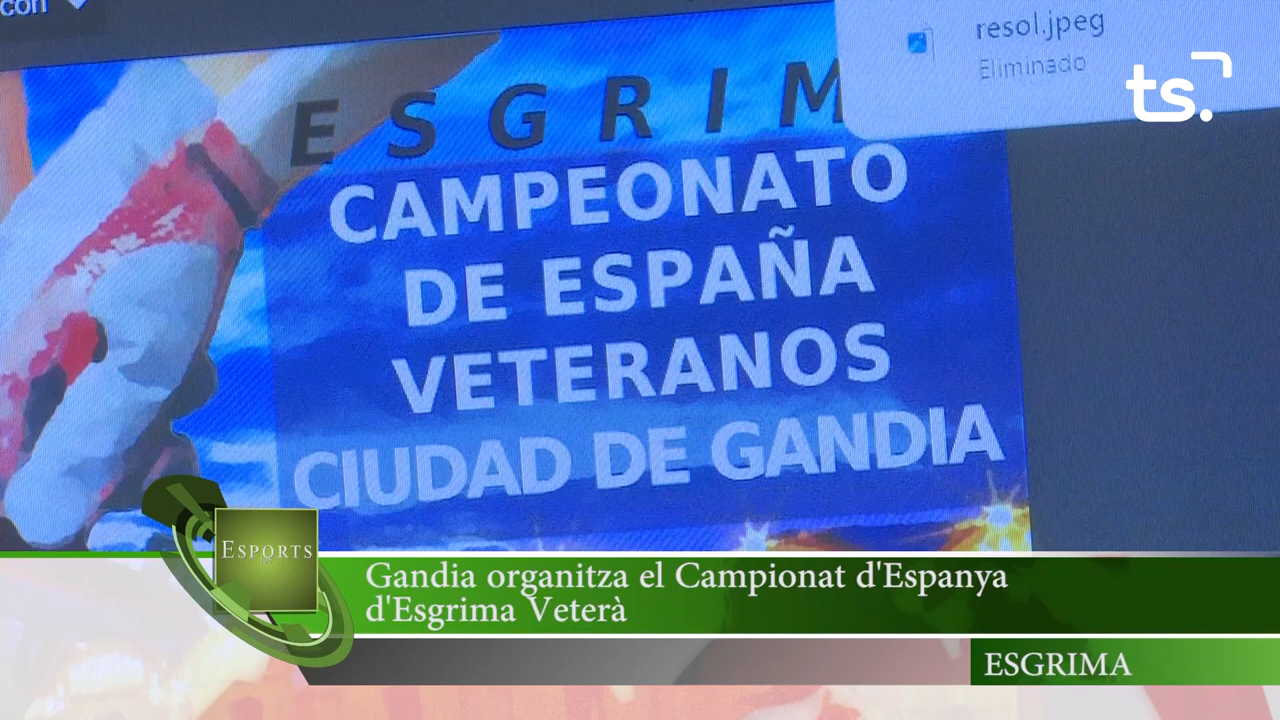 con
resol.jpeg
Eliminado
ts.
ESGRIM
CAMPEONATO
DE ESPAÑA
VETERANOS
CIUDAD DE GANDIA
ESPORTS
Gandia organitza el Campionat d'Espanya
d'Esgrima Veterà
ESGRIMA